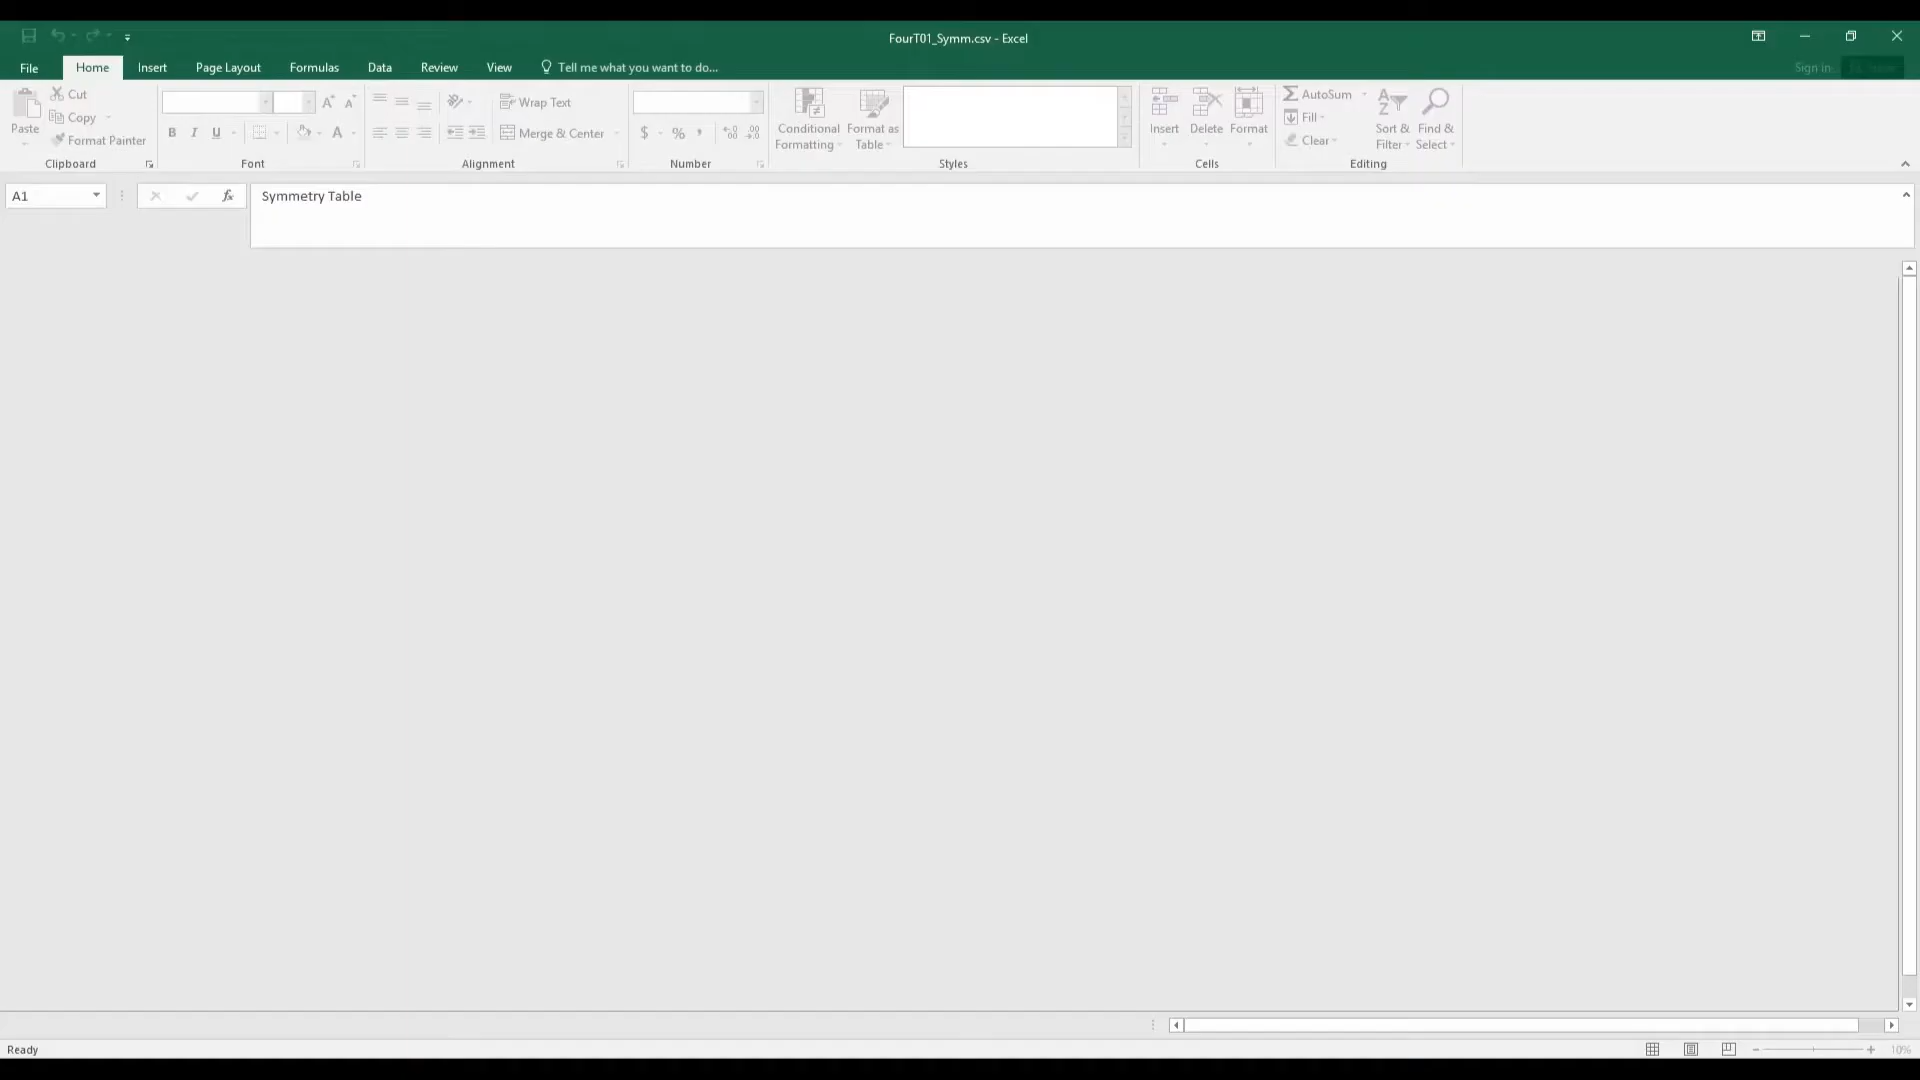 FourT01_Symm.csv - Excel
File Home Insert Page Layout Formulas Data Review View Tell me what you want to do... Sign in
Paste
Cut
Copy
Format Painter
Clipboard
B I U A
Font
Wrap Text
Merge & Center
Alignment
$ % ,
Number
Conditional Formatting
Format as Table
Styles
Insert Delete Format
Cells
AutoSum
Fill
Clear
Sort & Filter
Find & Select
Editing
A1 fx Symmetry Table
Ready
10%